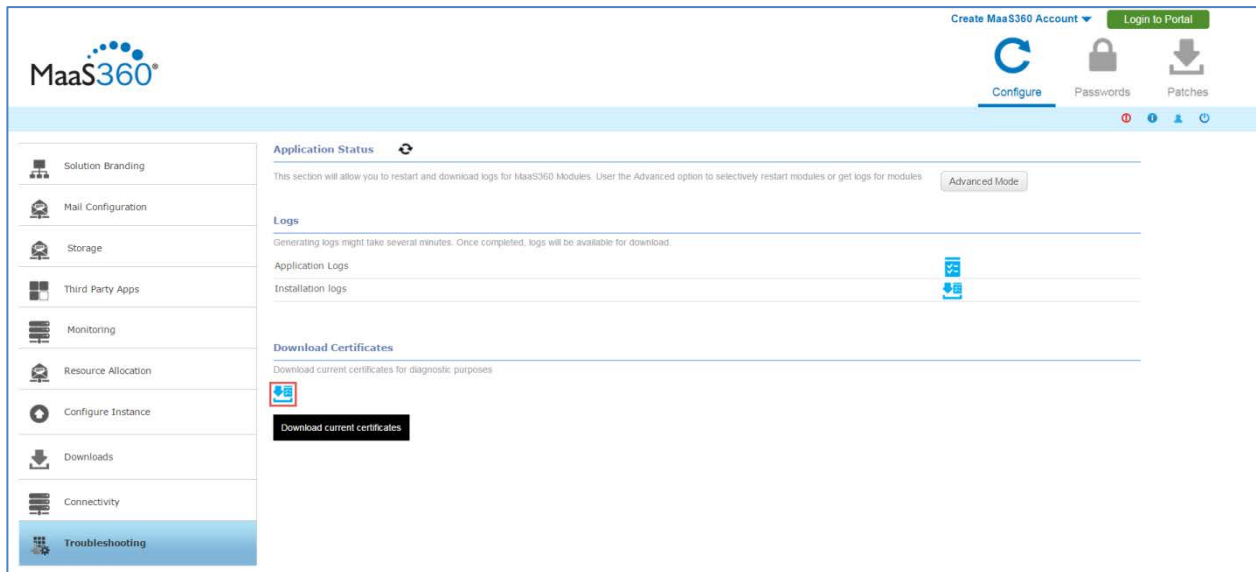 Create MaaS360 Account
Login to Portal
MaaS360®
Configure
Passwords
Patches
Solution Branding
Mail Configuration
Storage
Third Party Apps
Monitoring
Resource Allocation
Configure Instance
Downloads
Connectivity
Troubleshooting
Application Status
This section will allow you to restart and download logs for MaaS360 Modules. User the Advanced option to selectively restart modules or get logs for modules
Advanced Mode
Logs
Generating logs might take several minutes. Once completed, logs will be available for download.
Application Logs
Installation logs
Download Certificates
Download current certificates for diagnostic purposes
Download current certificates